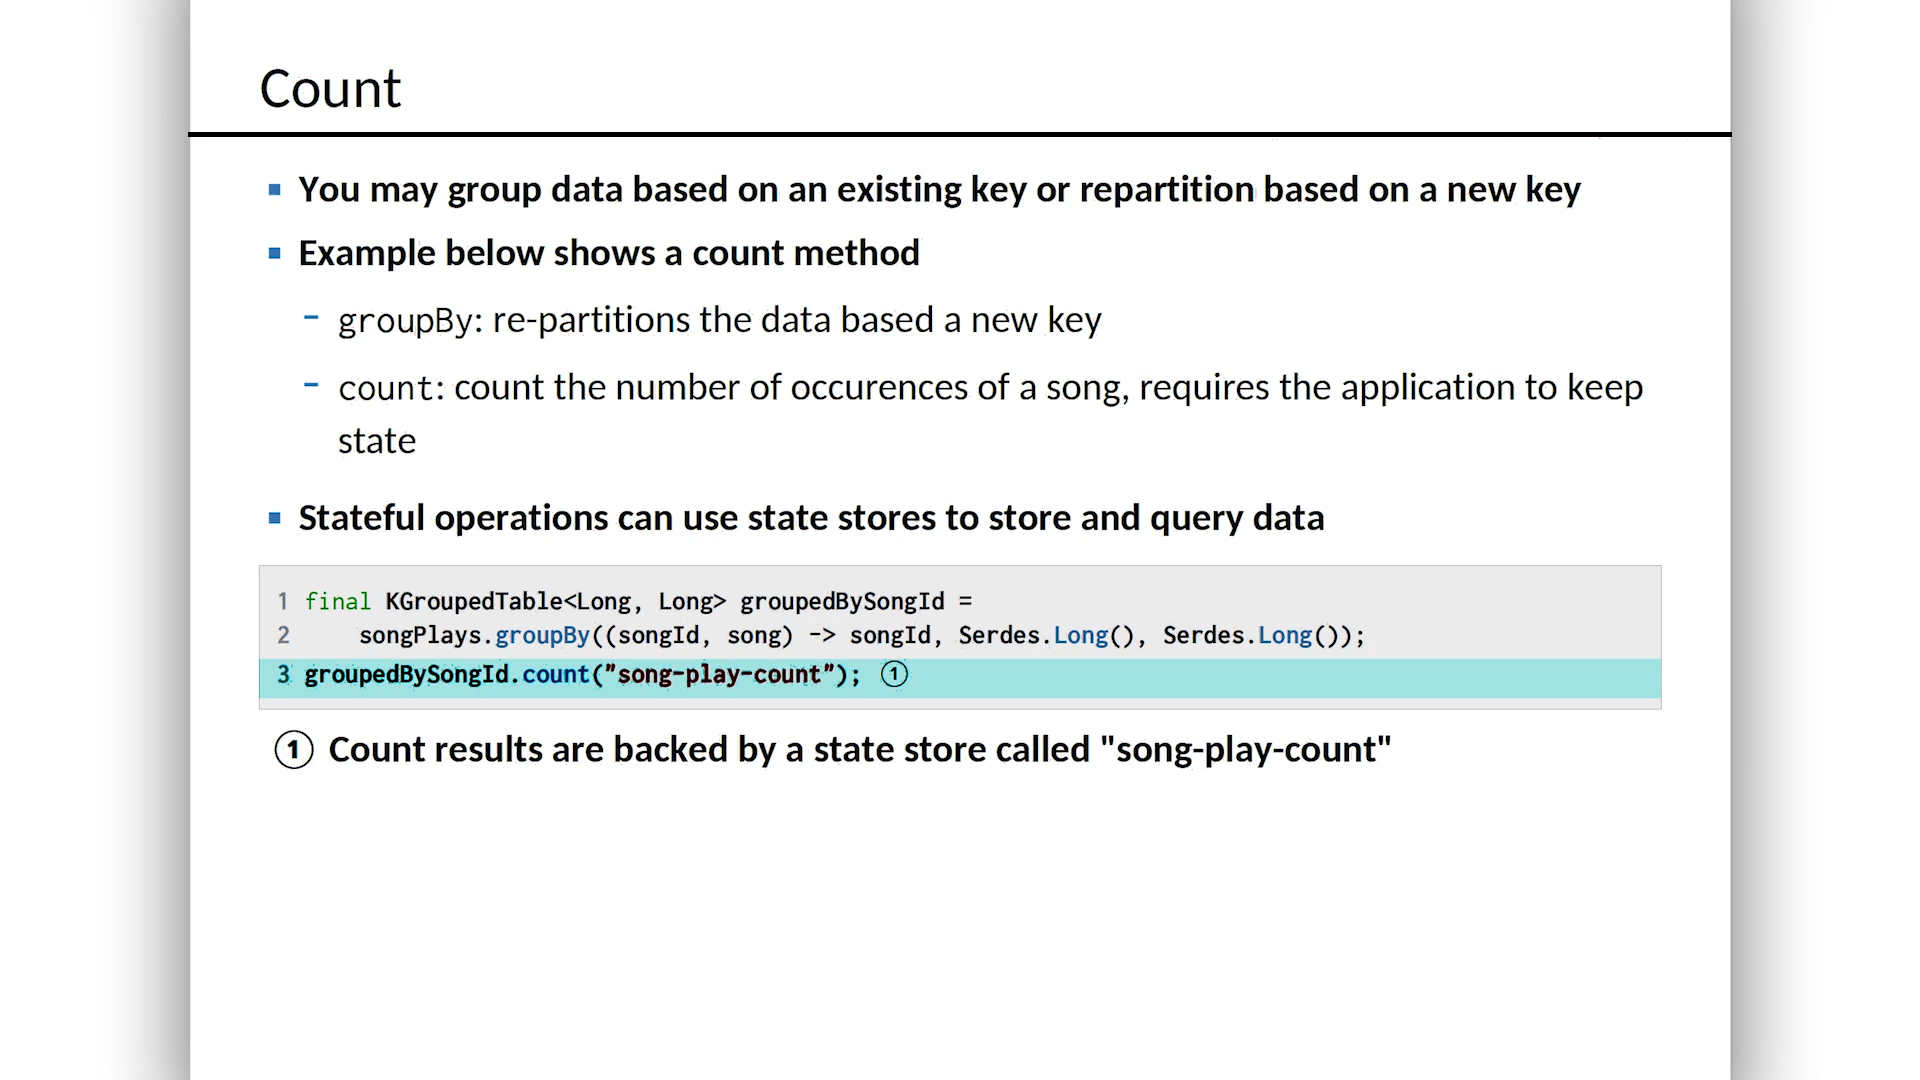 Count
▪ You may group data based on an existing key or repartition based on a new key
▪ Example below shows a count method
– groupBy: re-partitions the data based a new key
– count: count the number of occurences of a song, requires the application to keep
state
▪ Stateful operations can use state stores to store and query data
1 final KGroupedTable<Long, Long> groupedBySongId =
2 songPlays.groupBy((songId, song) -> songId, Serdes.Long(), Serdes.Long());
3 groupedBySongId.count("song-play-count"); ①
① Count results are backed by a state store called "song-play-count"